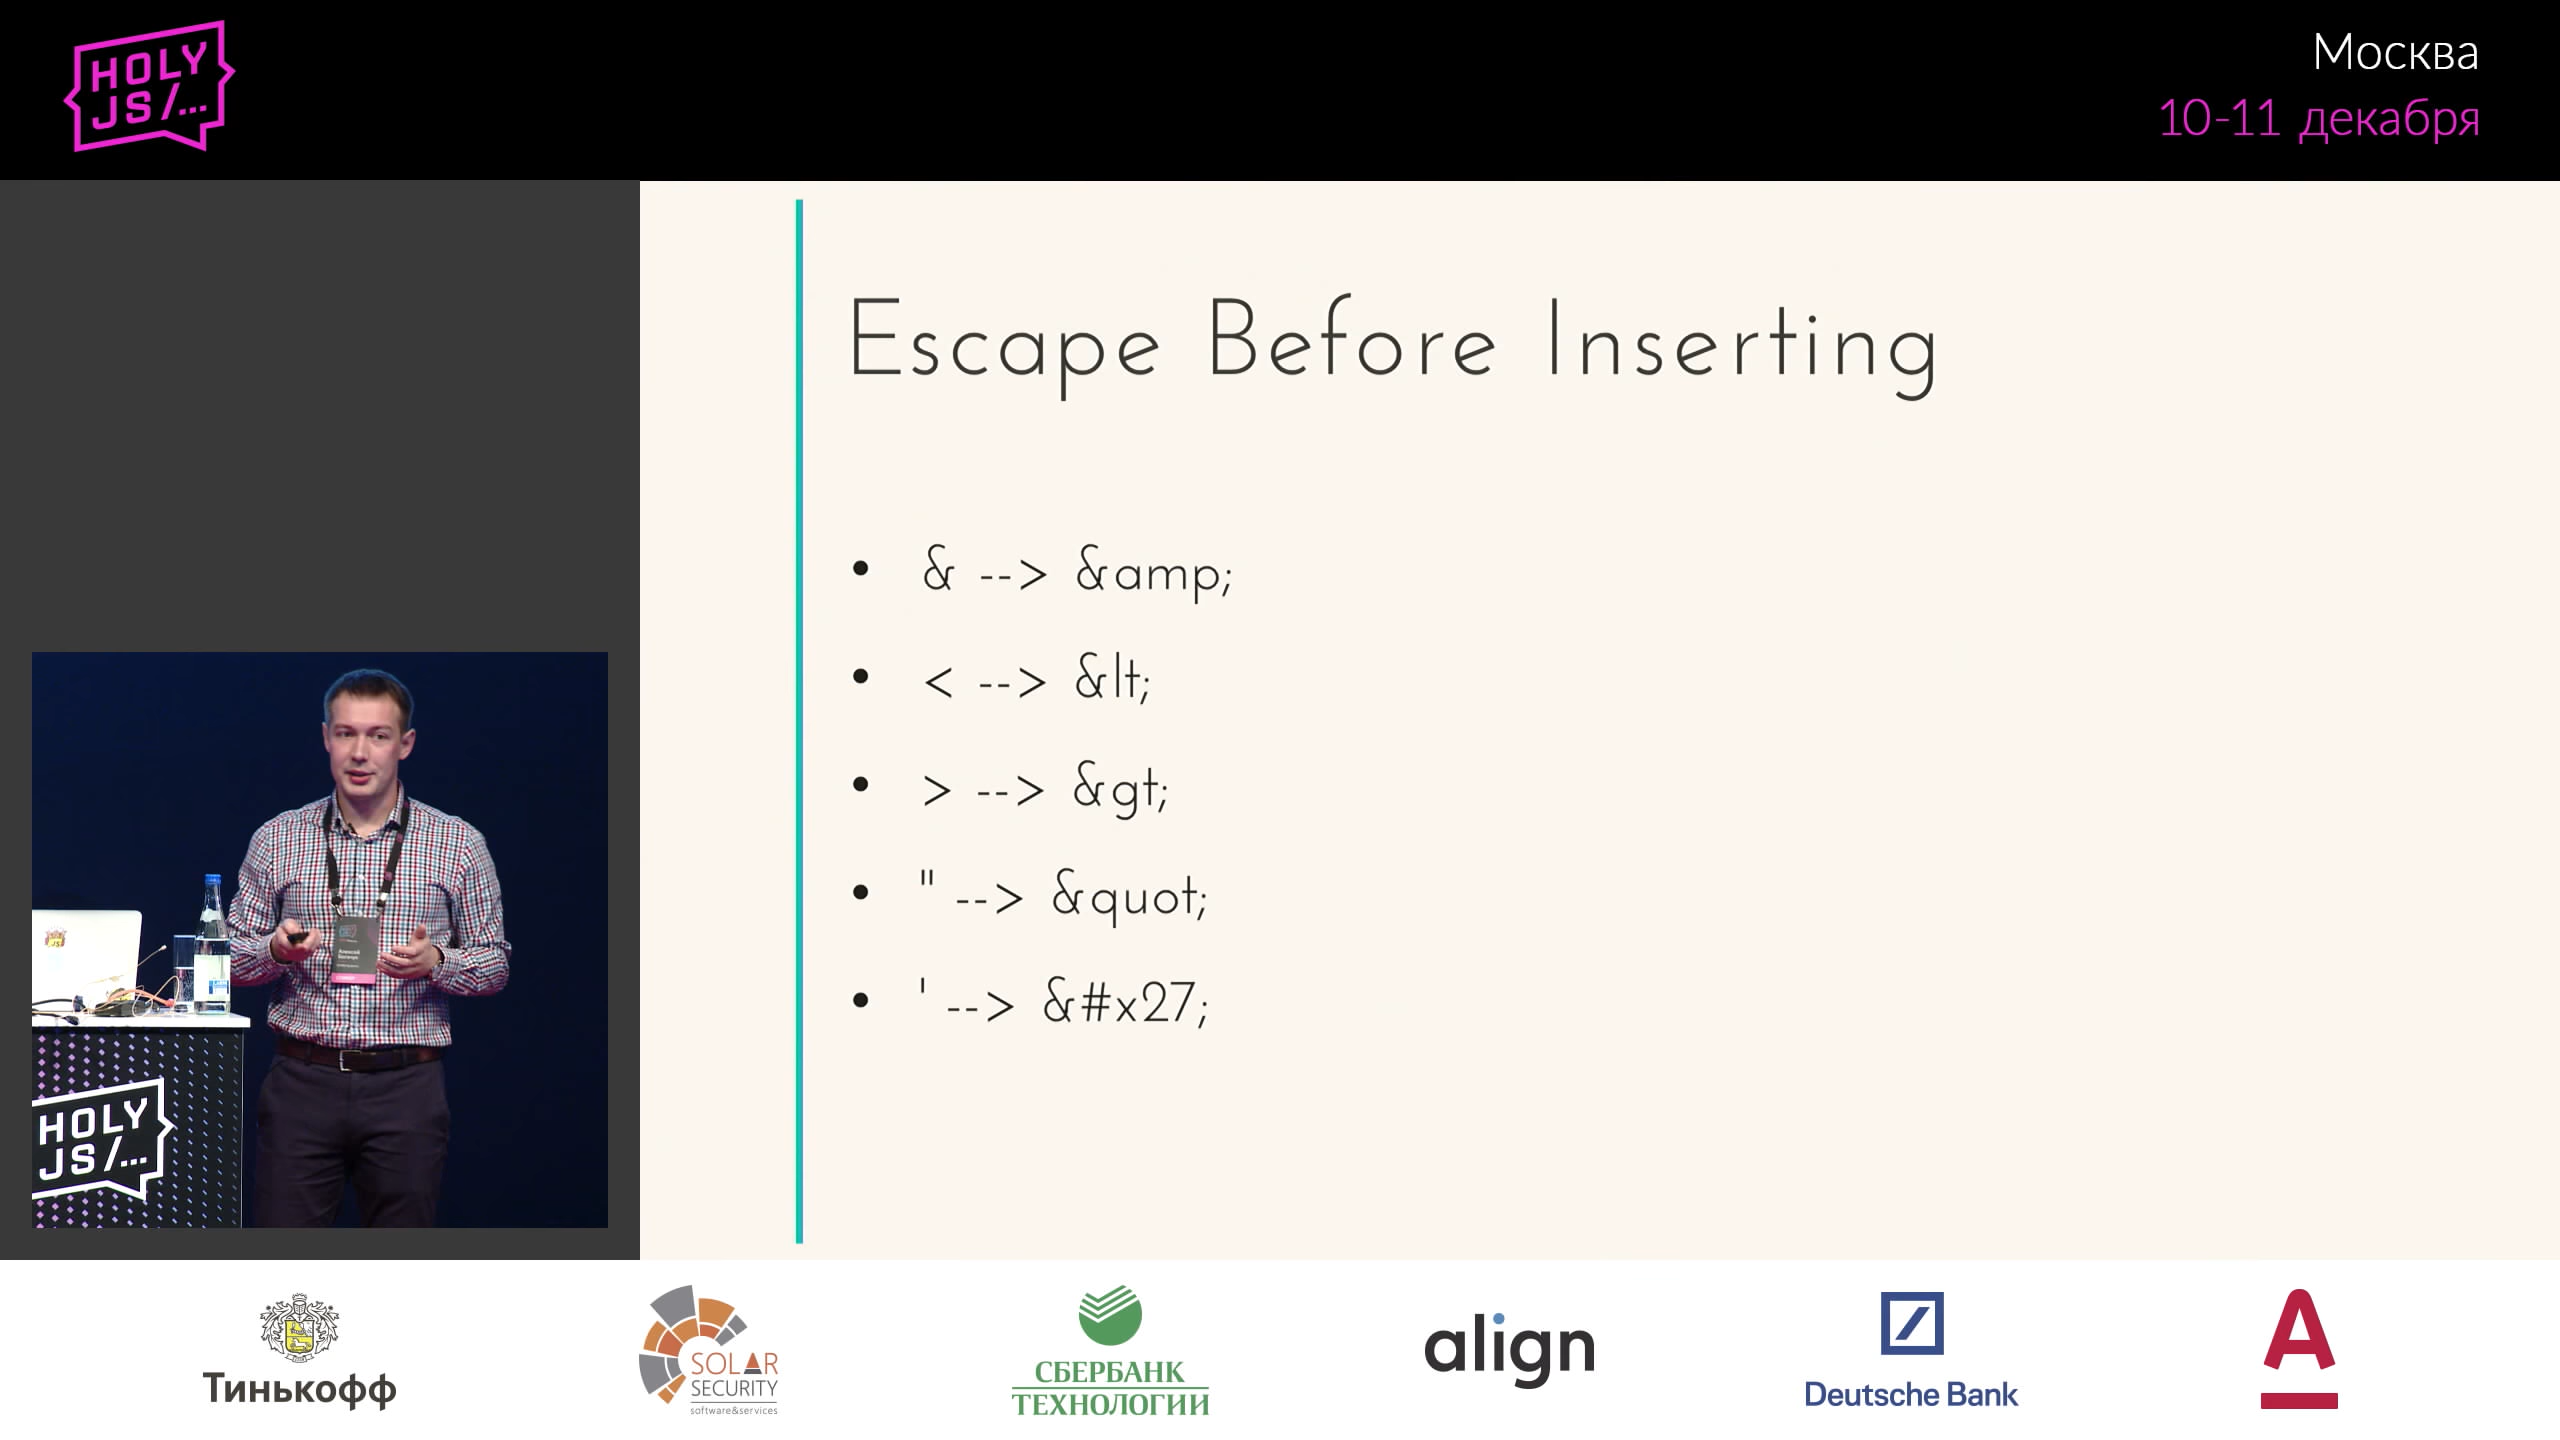 HOLY
JS/...
Москва
10-11 декабря
Escape Before Inserting
• & --> &amp;
• < --> &lt;
• > --> &gt;
• " --> &quot;
• ' --> &#x27;
HOLY
JS/...
Тинькофф
SOLAR
SECURITY
software&services
СБЕРБАНК
ТЕХНОЛОГИИ
align
Deutsche Bank
А